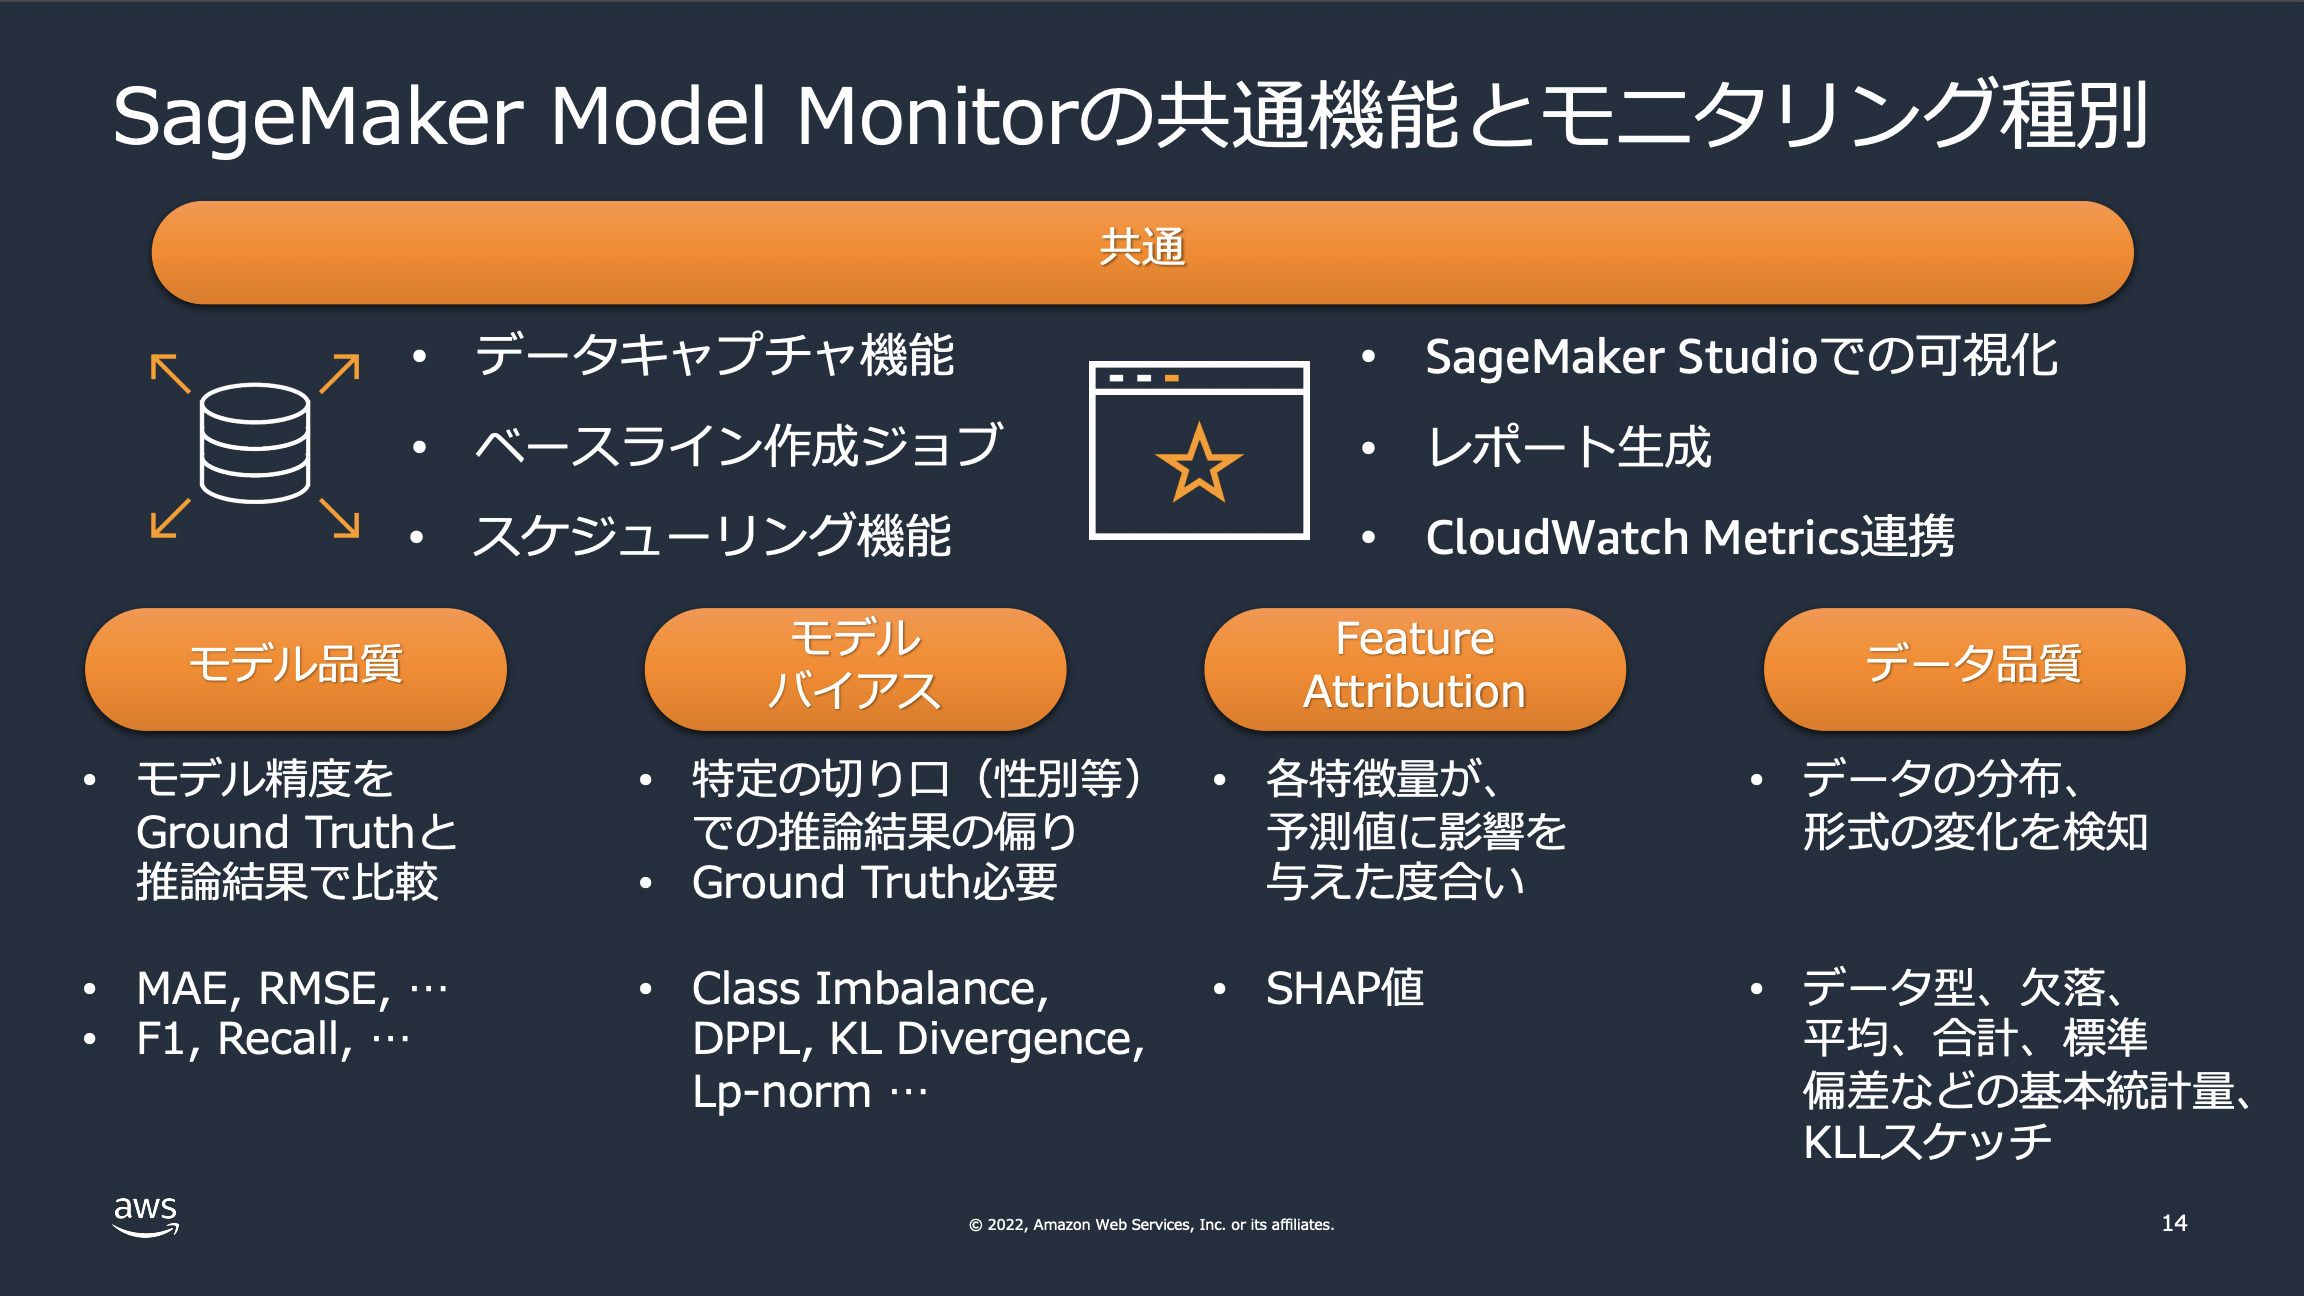 SageMaker Model Monitorの共通機能とモニタリング種別
共通
データキャプチャ機能
ベースライン作成ジョブ
スケジューリング機能
SageMaker Studioでの可視化
レポート生成
CloudWatch Metrics連携
モデル品質
• モデル精度を
Ground Truthと
推論結果で比較
• MAE, RMSE, …
• F1, Recall, …
モデル
バイアス
• 特定の切り口（性別等）
での推論結果の偏り
• Ground Truth必要
• Class Imbalance,
DPPL, KL Divergence,
Lp-norm …
Feature
Attribution
• 各特徴量が、
予測値に影響を
与えた度合い
• SHAP値
データ品質
• データの分布、
形式の変化を検知
• データ型、欠落、
平均、合計、標準
偏差などの基本統計量、
KLLスケッチ
aws
© 2022, Amazon Web Services, Inc. or its affiliates.
14